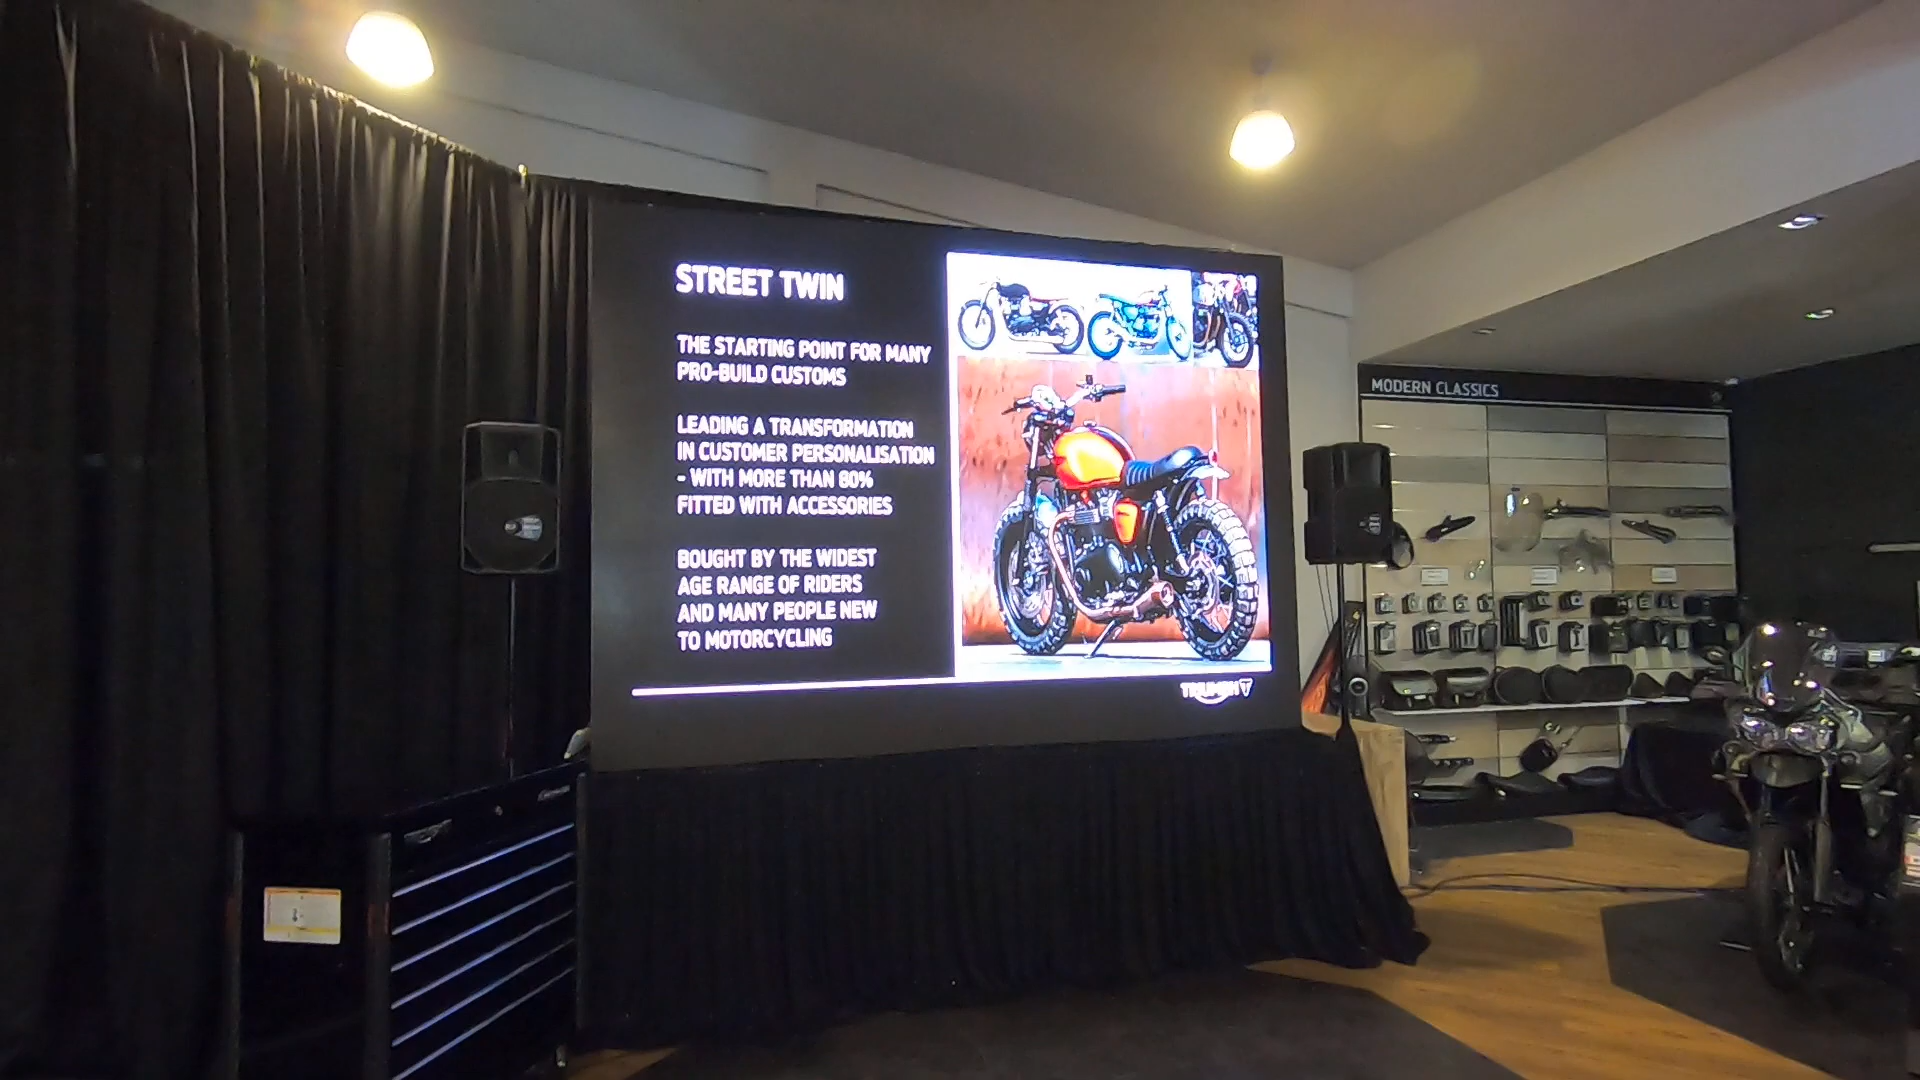 STREET TWIN
THE STARTING POINT FOR MANY
PRO-BUILD CUSTOMS
LEADING A TRANSFORMATION
IN CUSTOMER PERSONALISATION
- WITH MORE THAN 80%
FITTED WITH ACCESSORIES
BOUGHT BY THE WIDEST
AGE RANGE OF RIDERS
AND MANY PEOPLE NEW
TO MOTORCYCLING
TRIUMPH
MODERN CLASSICS